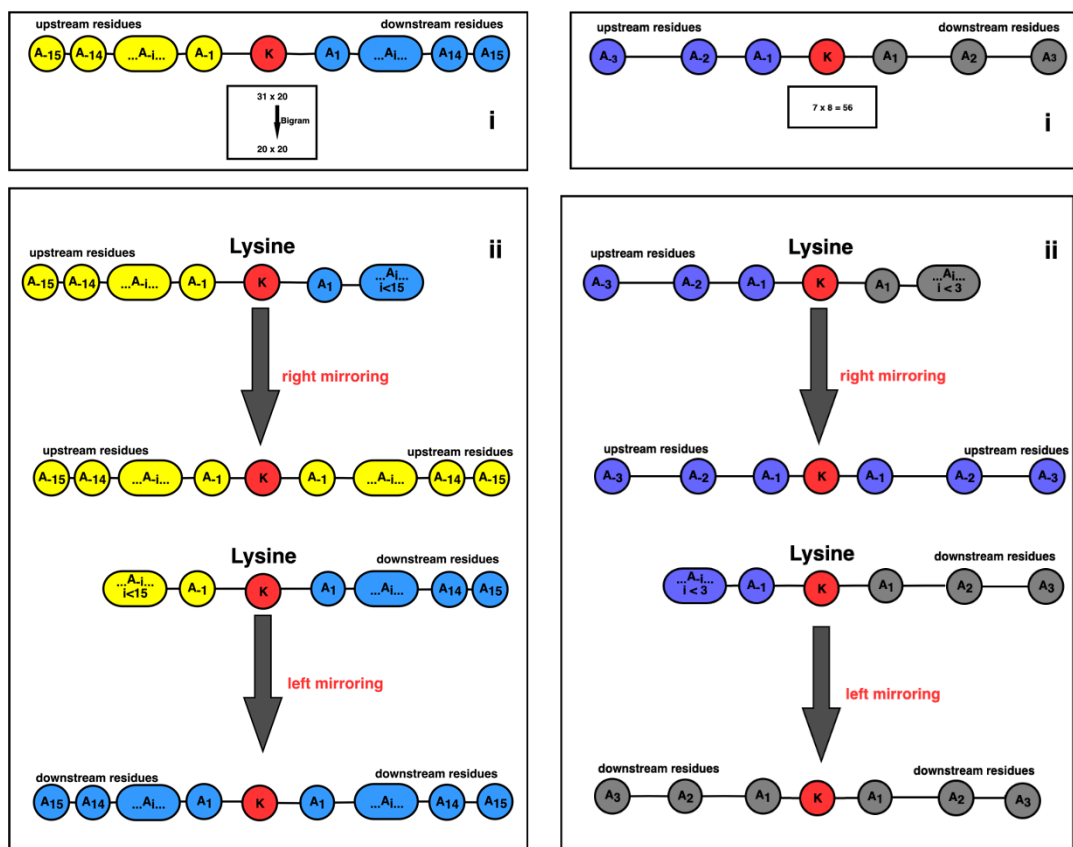 upstream residues downstream residues
A-15 A-14 ...A-i... A-1 K A1 ...Ai... A14 A15
31 x 20
Bigram
20 x 20
i
upstream residues downstream residues
A-3 A-2 A-1 K A1 A2 A3
7 x 8 = 56
i
ii
Lysine
upstream residues
A-15 A-14 ...A-i... A-1 K A1 ...Ai...
i<15
right mirroring
upstream residues upstream residues
A-15 A-14 ...A-i... A-1 K A-1 ...A-i... A-14 A-15
Lysine downstream residues
...A-i... A-1 K A1 ...Ai... A14 A15
i<15
left mirroring
downstream residues downstream residues
A15 A14 ...Ai... A1 K A1 ...Ai... A14 A15
ii
Lysine
upstream residues
A-3 A-2 A-1 K A1 ...Ai...
i < 3
right mirroring
upstream residues upstream residues
A-3 A-2 A-1 K A-1 A-2 A-3
Lysine downstream residues
...A-i... A-1 K A1 A2 A3
i < 3
left mirroring
downstream residues downstream residues
A3 A2 A1 K A1 A2 A3